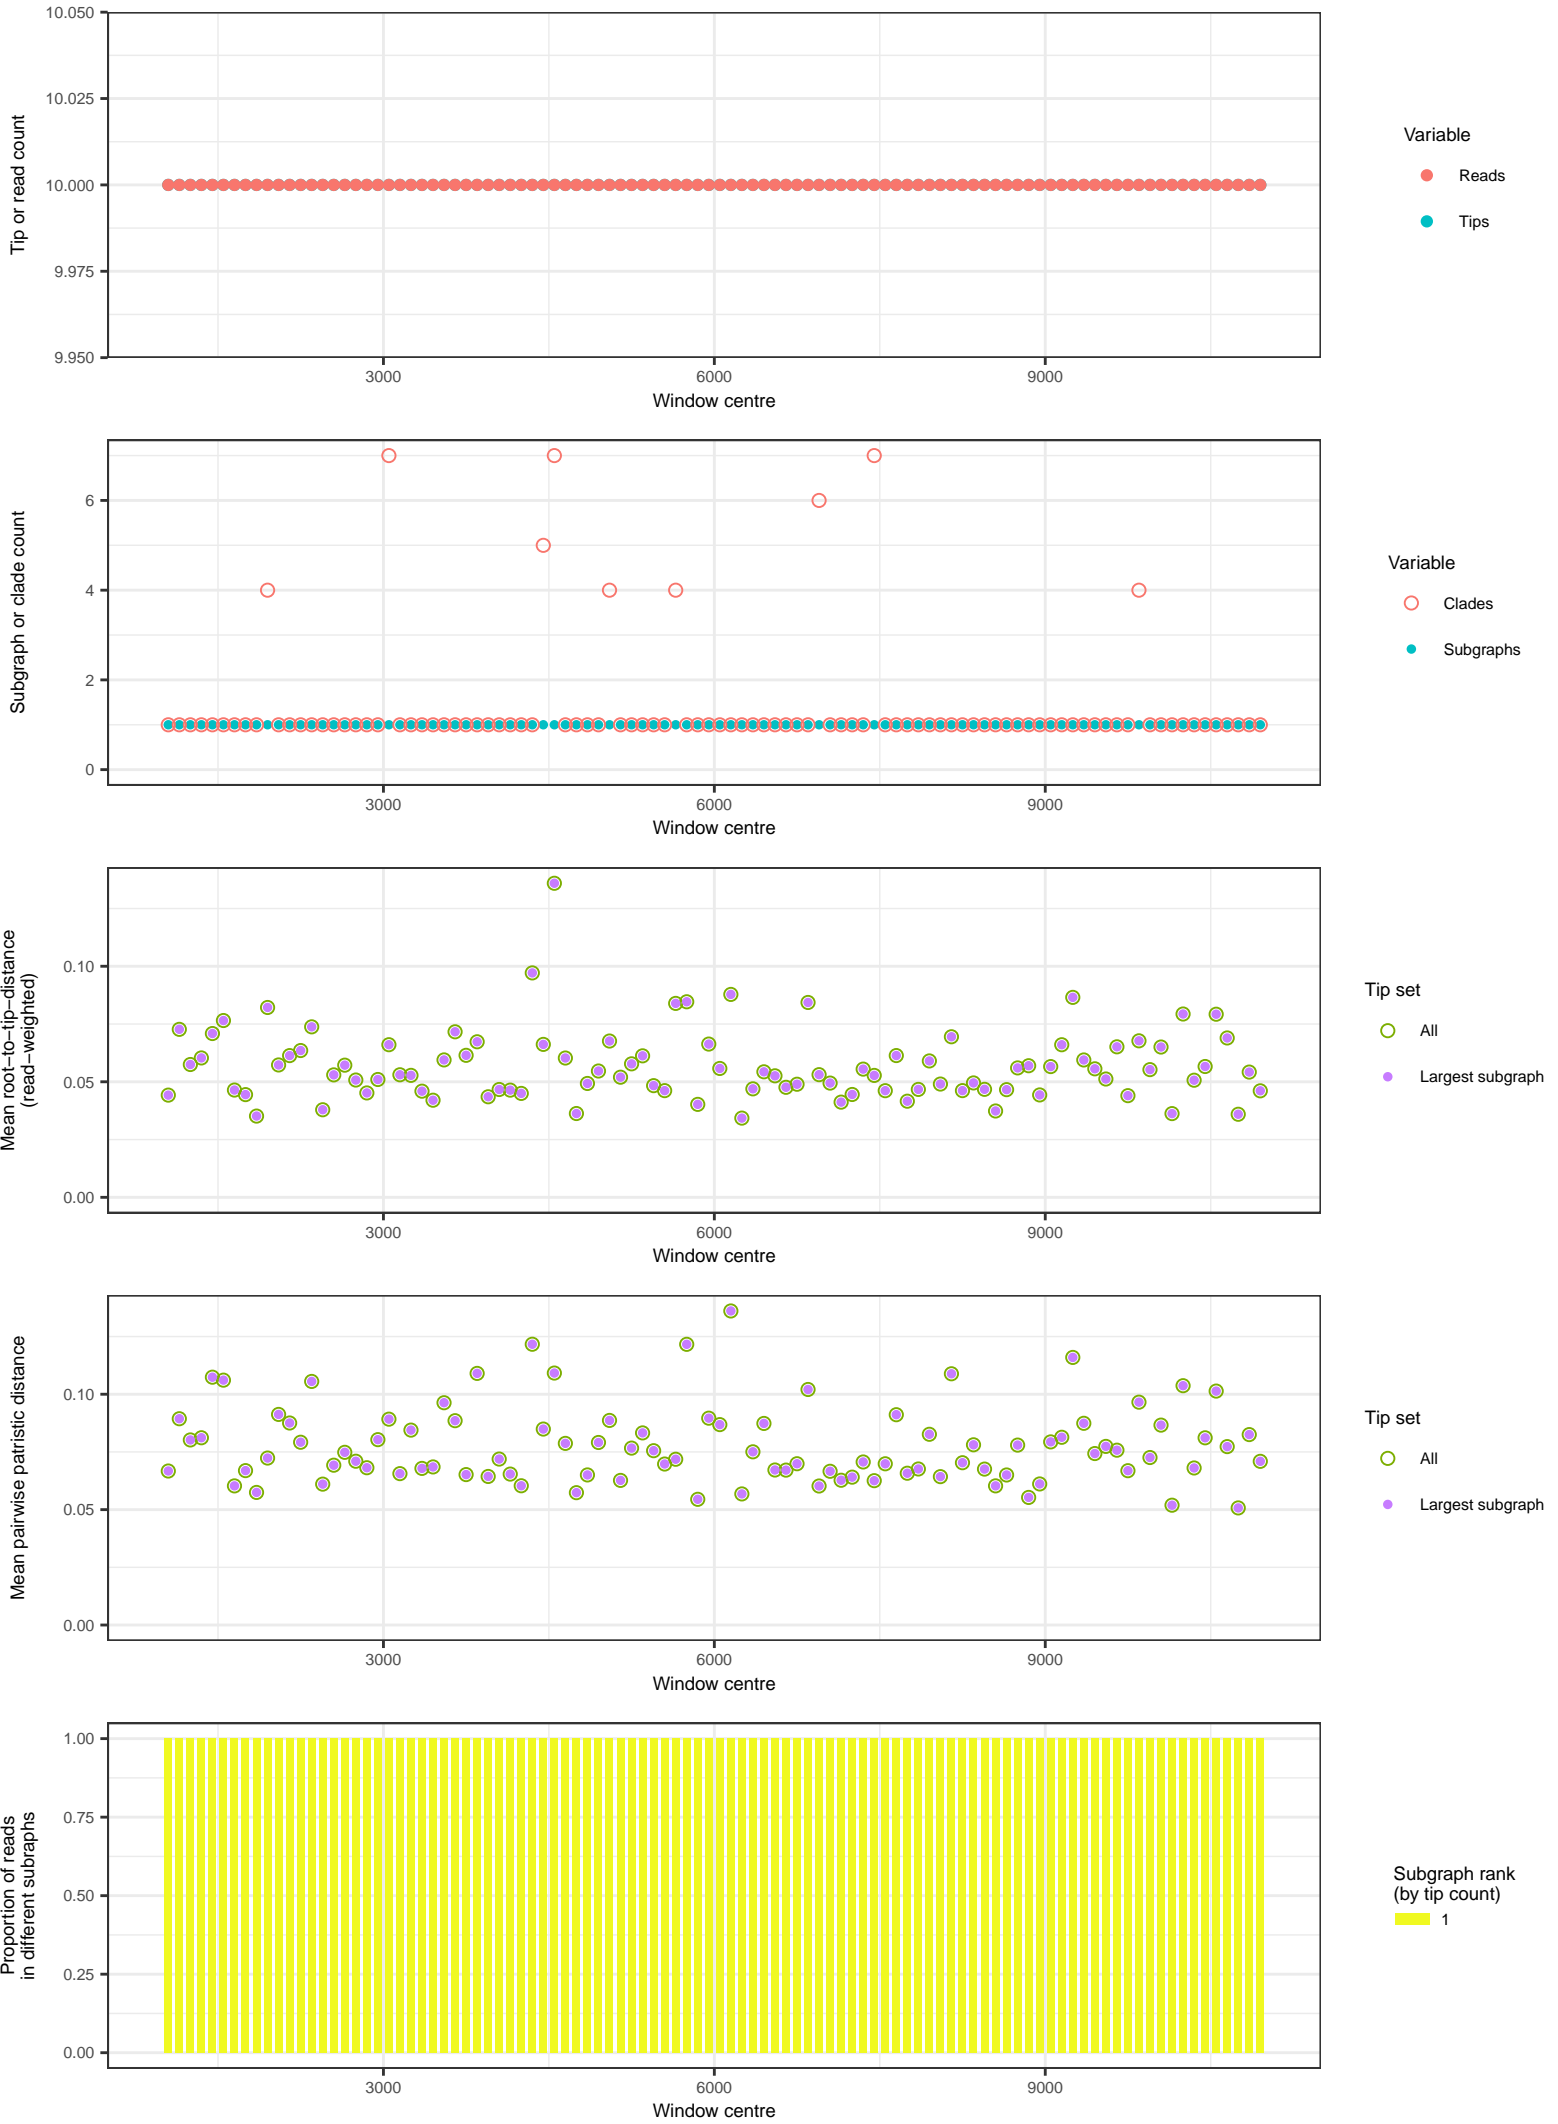 10.050
10.025
10.000
9.975
9.950
Tip or read count
3000 6000 9000
Window centre
Variable
Reads
Tips
6
4
2
0
Subgraph or clade count
3000 6000 9000
Window centre
Variable
Clades
Subgraphs
0.10
0.05
0.00
Mean root−to−tip−distance
(read−weighted)
3000 6000 9000
Window centre
Tip set
All
Largest subgraph
0.10
0.05
0.00
Mean pairwise patristic distance
3000 6000 9000
Window centre
Tip set
All
Largest subgraph
1.00
0.75
0.50
0.25
0.00
Proportion of reads
in different subraphs
3000 6000 9000
Window centre
Subgraph rank
(by tip count)
1